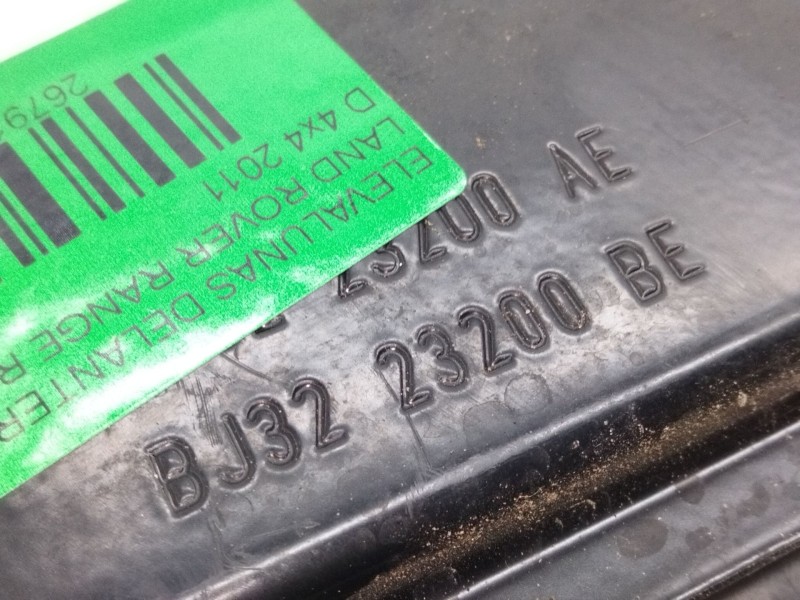 ELEVALUNAS DELANTER
LAND ROVER RANGE R
D 4x4 2011
2679
23200 AE
BJ32 23200 BE